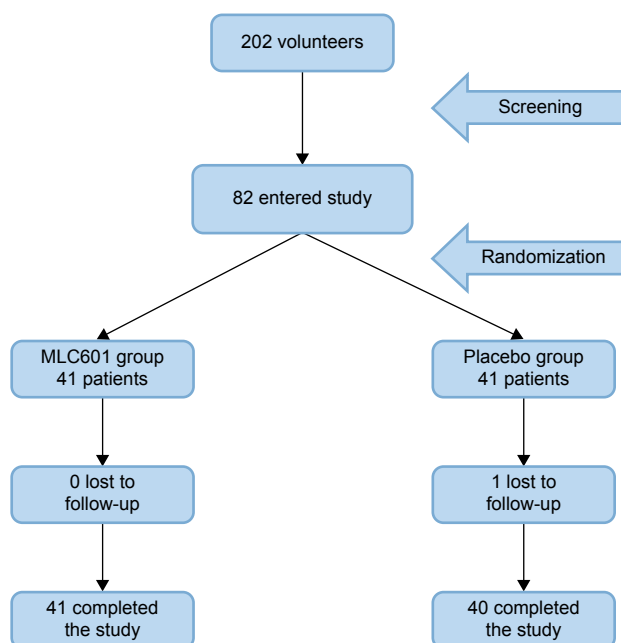 202 volunteers
Screening
82 entered study
Randomization
MLC601 group
41 patients
Placebo group
41 patients
0 lost to
follow-up
1 lost to
follow-up
41 completed
the study
40 completed
the study